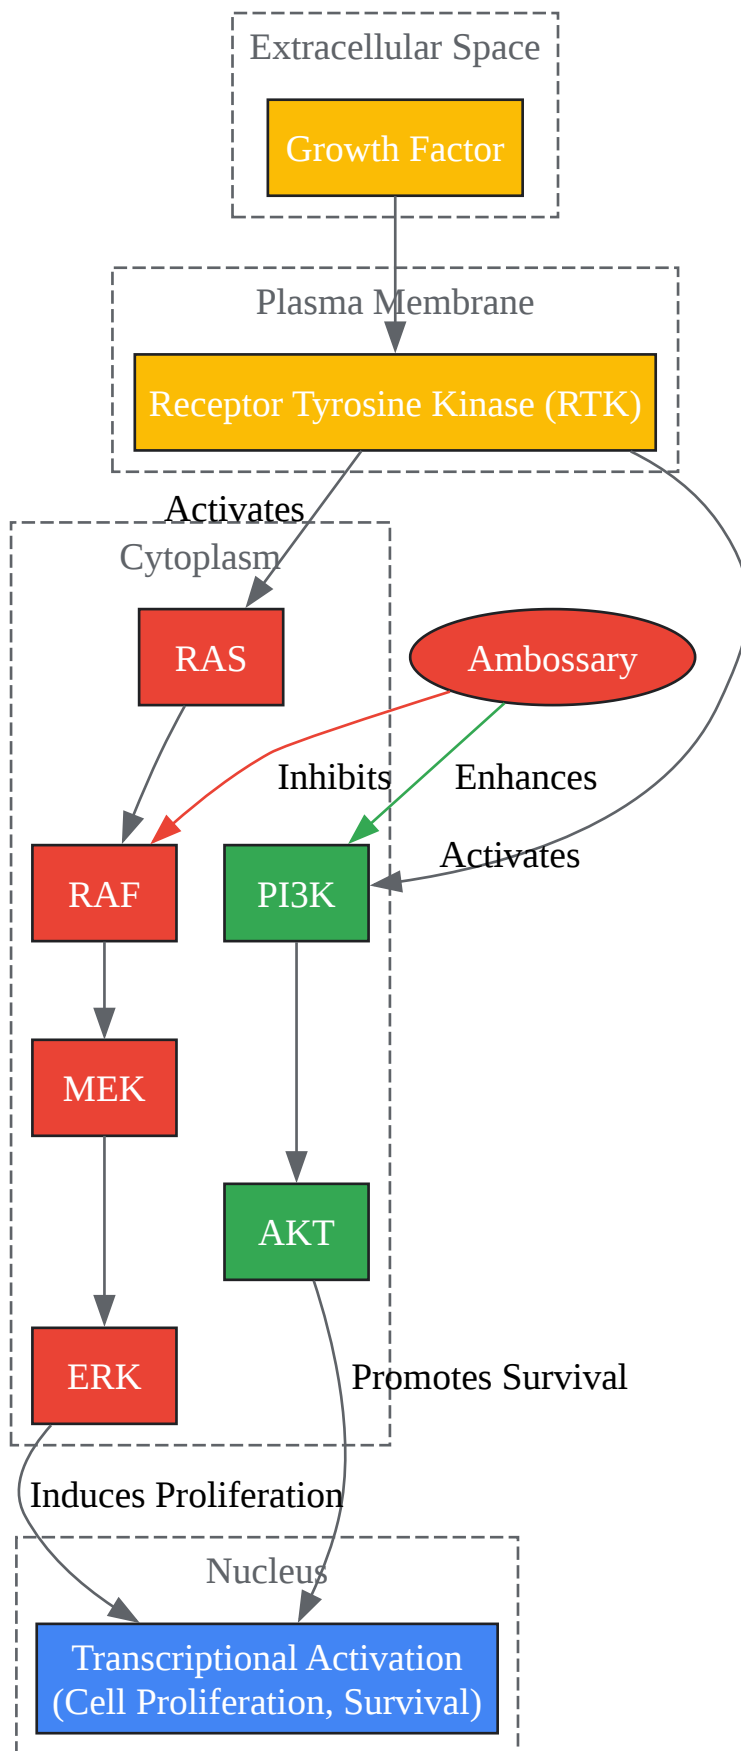 Extracellular Space
Growth Factor
Plasma Membrane
Receptor Tyrosine Kinase (RTK)
Activates
Cytoplasm
RAS
Ambossary
Inhibits
Enhances
Activates
RAF
PI3K
MEK
AKT
ERK
Promotes Survival
Induces Proliferation
Nucleus
Transcriptional Activation
(Cell Proliferation, Survival)